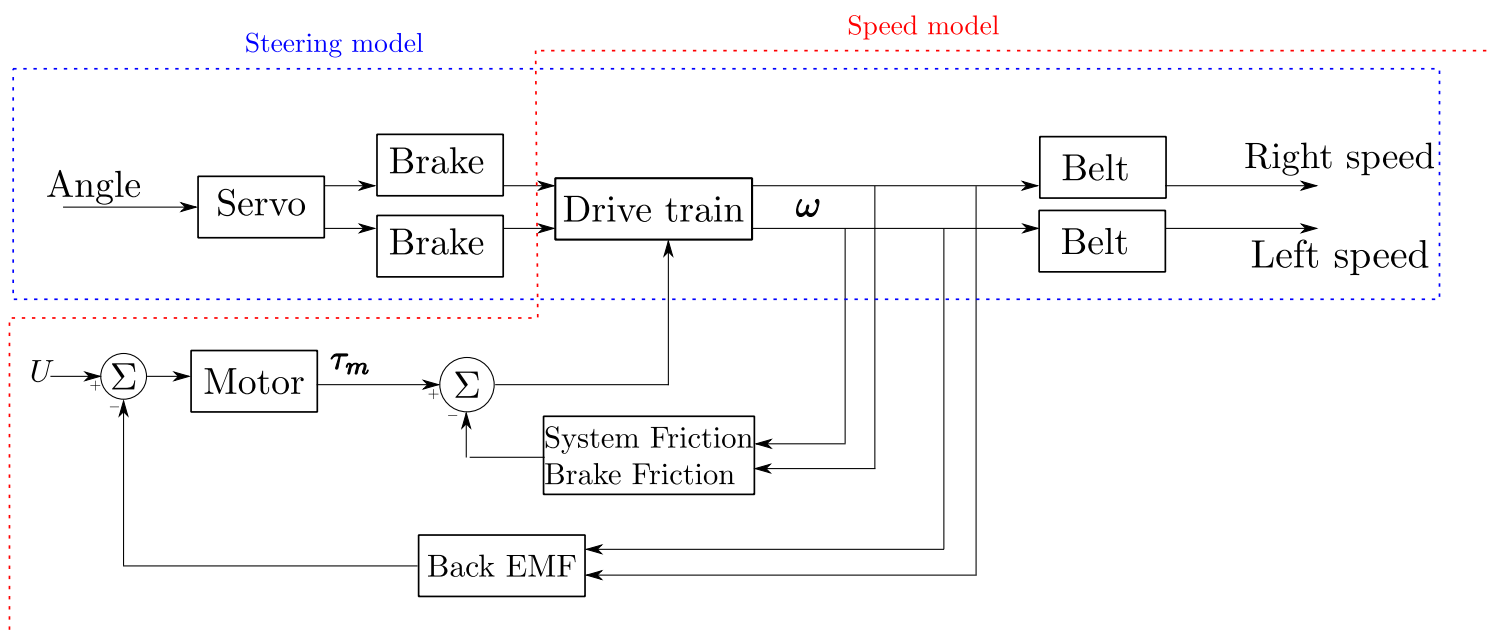 Speed model
Steering model
Brake
Right speed
Belt
Angle
Servo
Drive train
ω
Brake
Belt
Left speed
U
+
−
Σ
Motor
τm
+
−
Σ
System Friction
Brake Friction
Back EMF